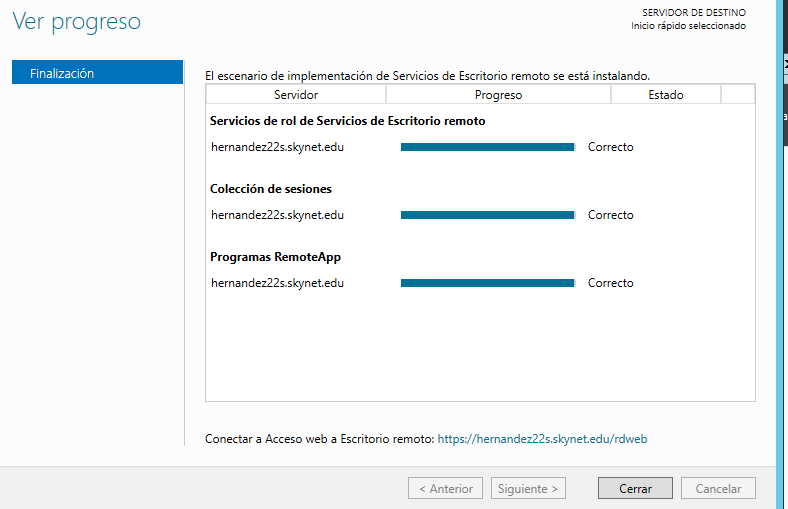 Ver progreso
SERVIDOR DE DESTINO
Inicio rápido seleccionado
Finalización
El escenario de implementación de Servicios de Escritorio remoto se está instalando.
Servidor Progreso Estado
Servicios de rol de Servicios de Escritorio remoto
hernandez22s.skynet.edu Correcto
Colección de sesiones
hernandez22s.skynet.edu Correcto
Programas RemoteApp
hernandez22s.skynet.edu Correcto
Conectar a Acceso web a Escritorio remoto: https://hernandez22s.skynet.edu/rdweb
< Anterior Siguiente > Cerrar Cancelar